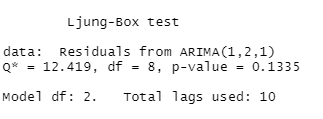 Ljung-Box test
data:  Residuals from ARIMA(1,2,1)
Q* = 12.419, df = 8, p-value = 0.1335
Model df: 2.   Total lags used: 10